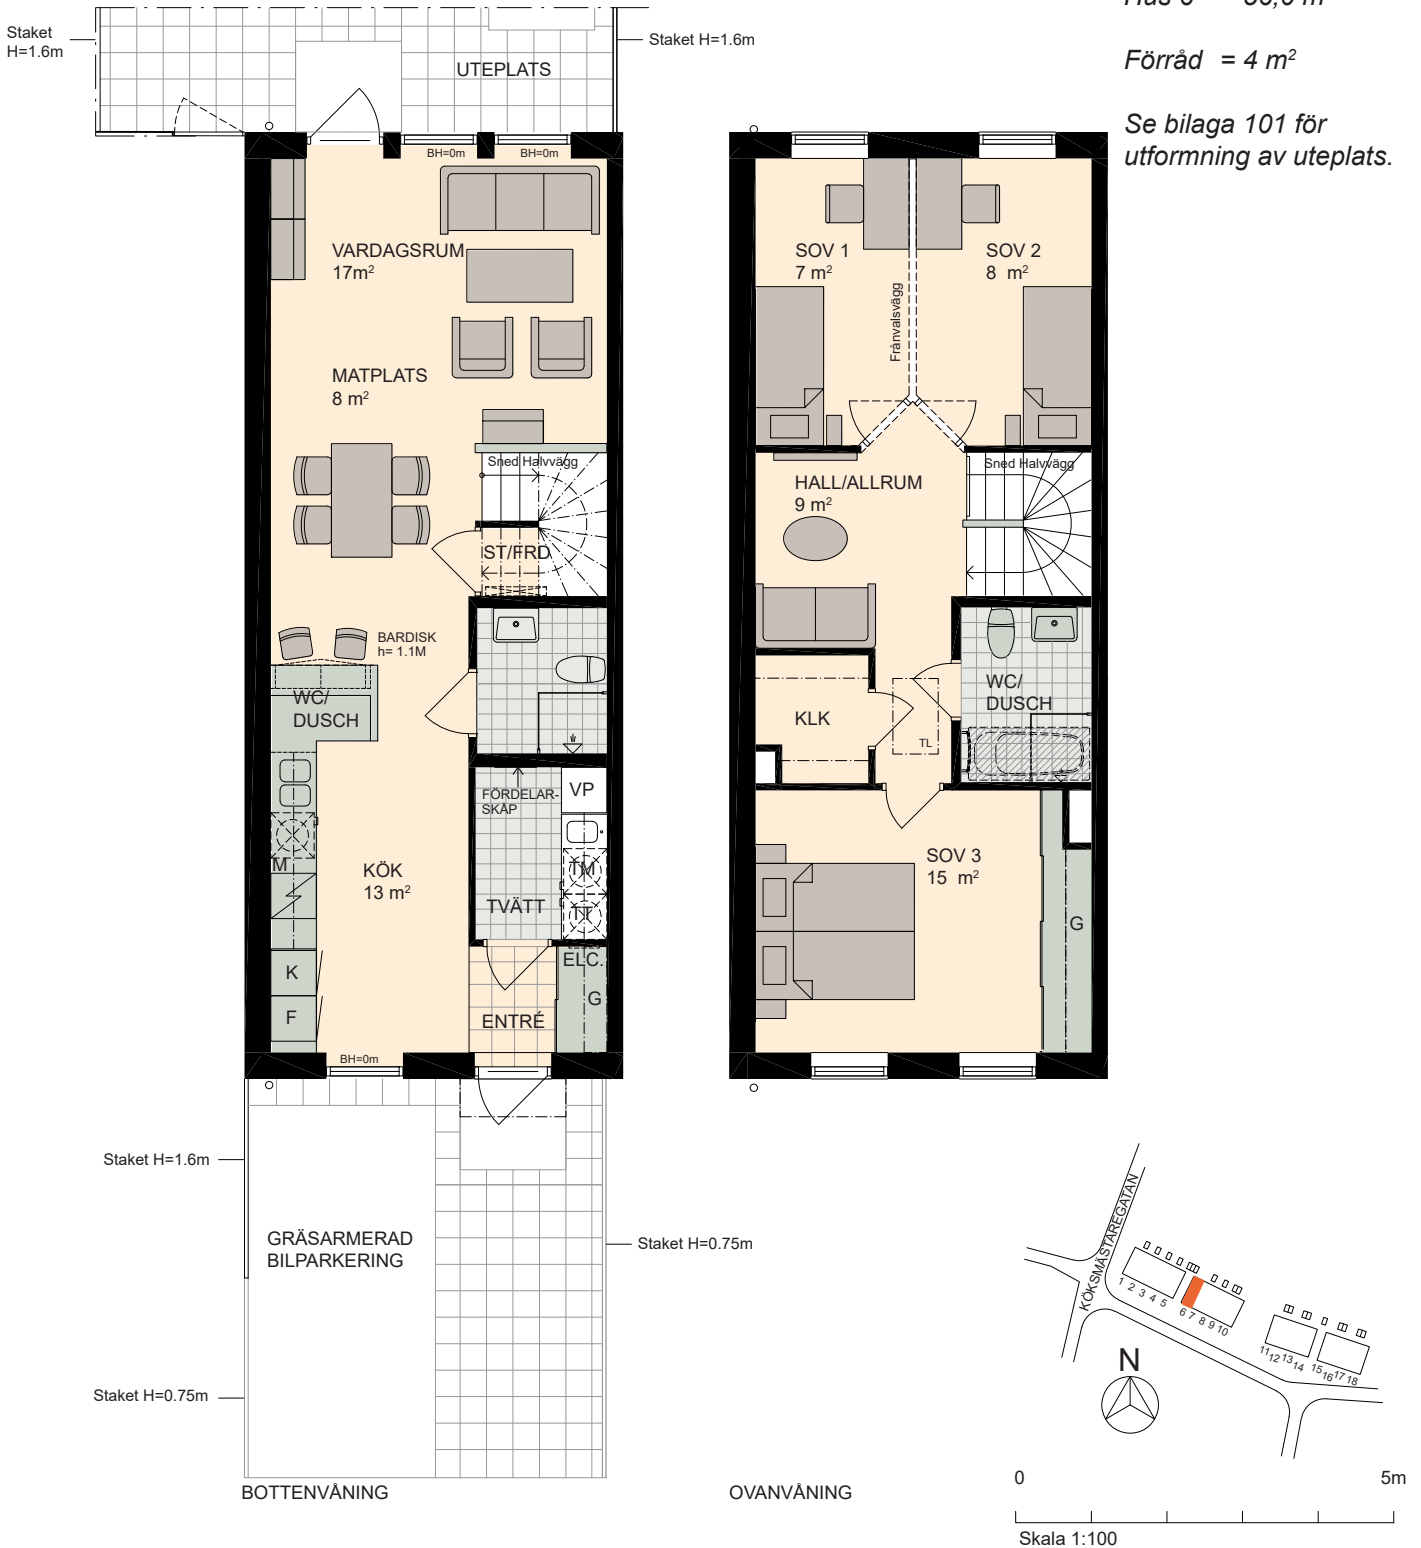 Staket
H=1.6m
Staket H=1.6m
UTEPLATS
Förråd = 4 m²
Se bilaga 101 för
utformning av uteplats.
BH=0m
BH=0m
VARDAGSRUM
17m²
MATPLATS
8 m²
Sned Halvvägg
ST/FRD
BARDISK
h= 1.1M
WC/
DUSCH
FÖRDELAR-
SKÅP
VP
M
TM
KÖK
13 m²
TVÄTT
TT
K
ELC.
F
G
ENTRÉ
BH=0m
SOV 1
7 m²
SOV 2
8 m²
Frånvalsvägg
Sned Halvvägg
HALL/ALLRUM
9 m²
WC/
DUSCH
KLK
TL
SOV 3
15 m²
G
Staket H=1.6m
GRÄSARMERAD
BILPARKERING
Staket H=0.75m
Staket H=0.75m
BOTTENVÅNING
OVANVÅNING
KÖKSMÄSTAREGATAN
1 2 3 4 5
6 7 8 9 10
11 12 13 14
15 16 17 18
N
0 5m
Skala 1:100